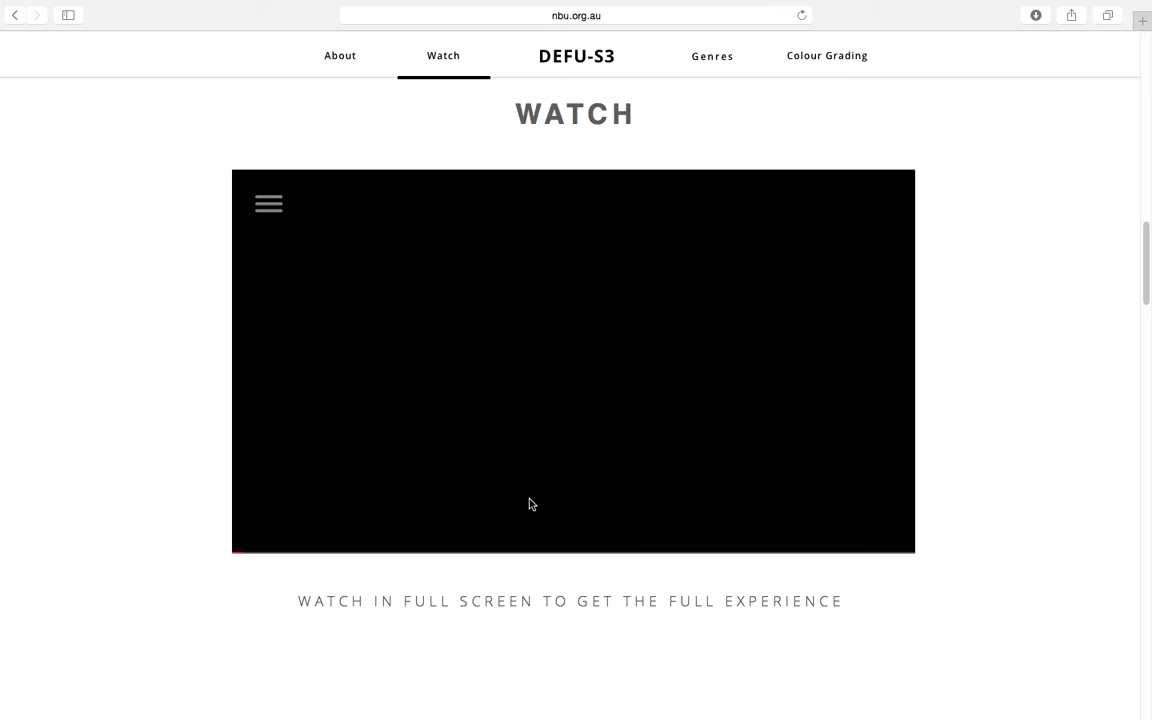 nbu.org.au
About
Watch
DEFU-S3
Genres
Colour Grading
WATCH
WATCH IN FULL SCREEN TO GET THE FULL EXPERIENCE